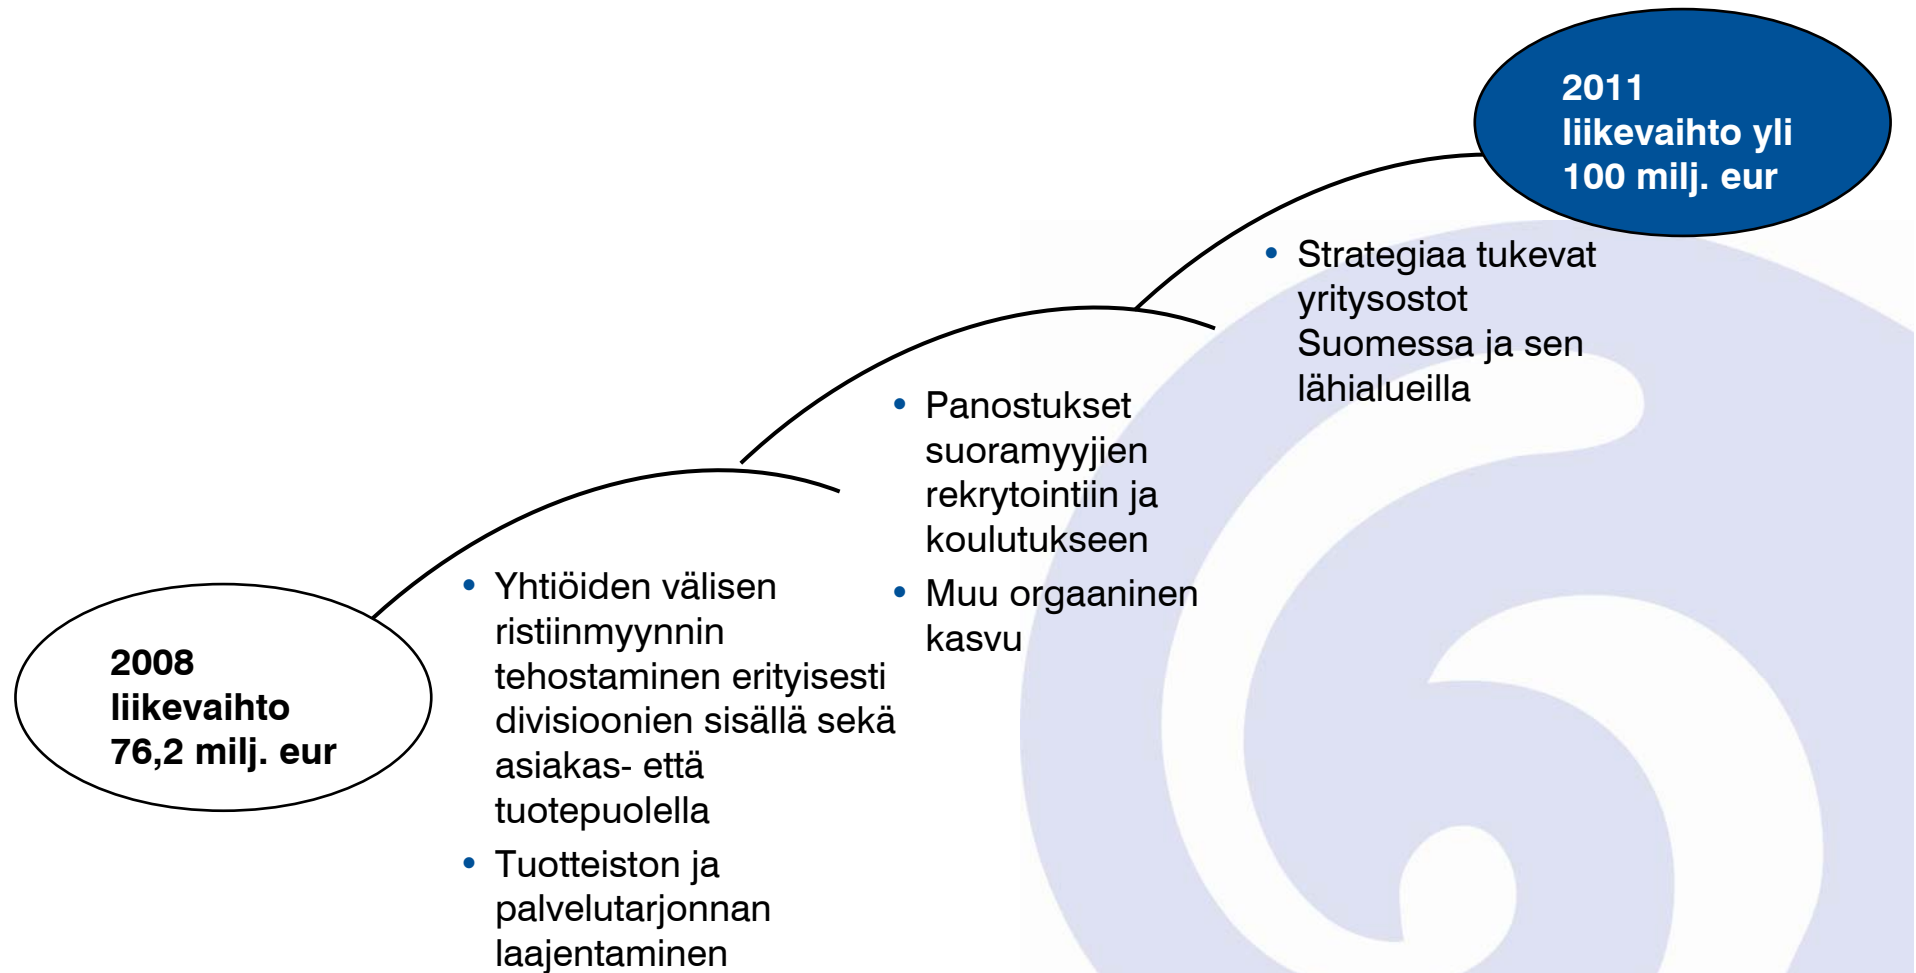 2008
liikevaihto
76,2 milj. eur
• Yhtiöiden välisen
ristiinmyynnin
tehostaminen erityisesti
divisioonien sisällä sekä
asiakas- että
tuotepuolella
• Tuotteiston ja
palvelutarjonnan
laajentaminen
• Panostukset
suoramyyjien
rekrytointiin ja
koulutukseen
• Muu orgaaninen
kasvu
• Strategiaa tukevat
yritysostot
Suomessa ja sen
lähialueilla
2011
liikevaihto yli
100 milj. eur